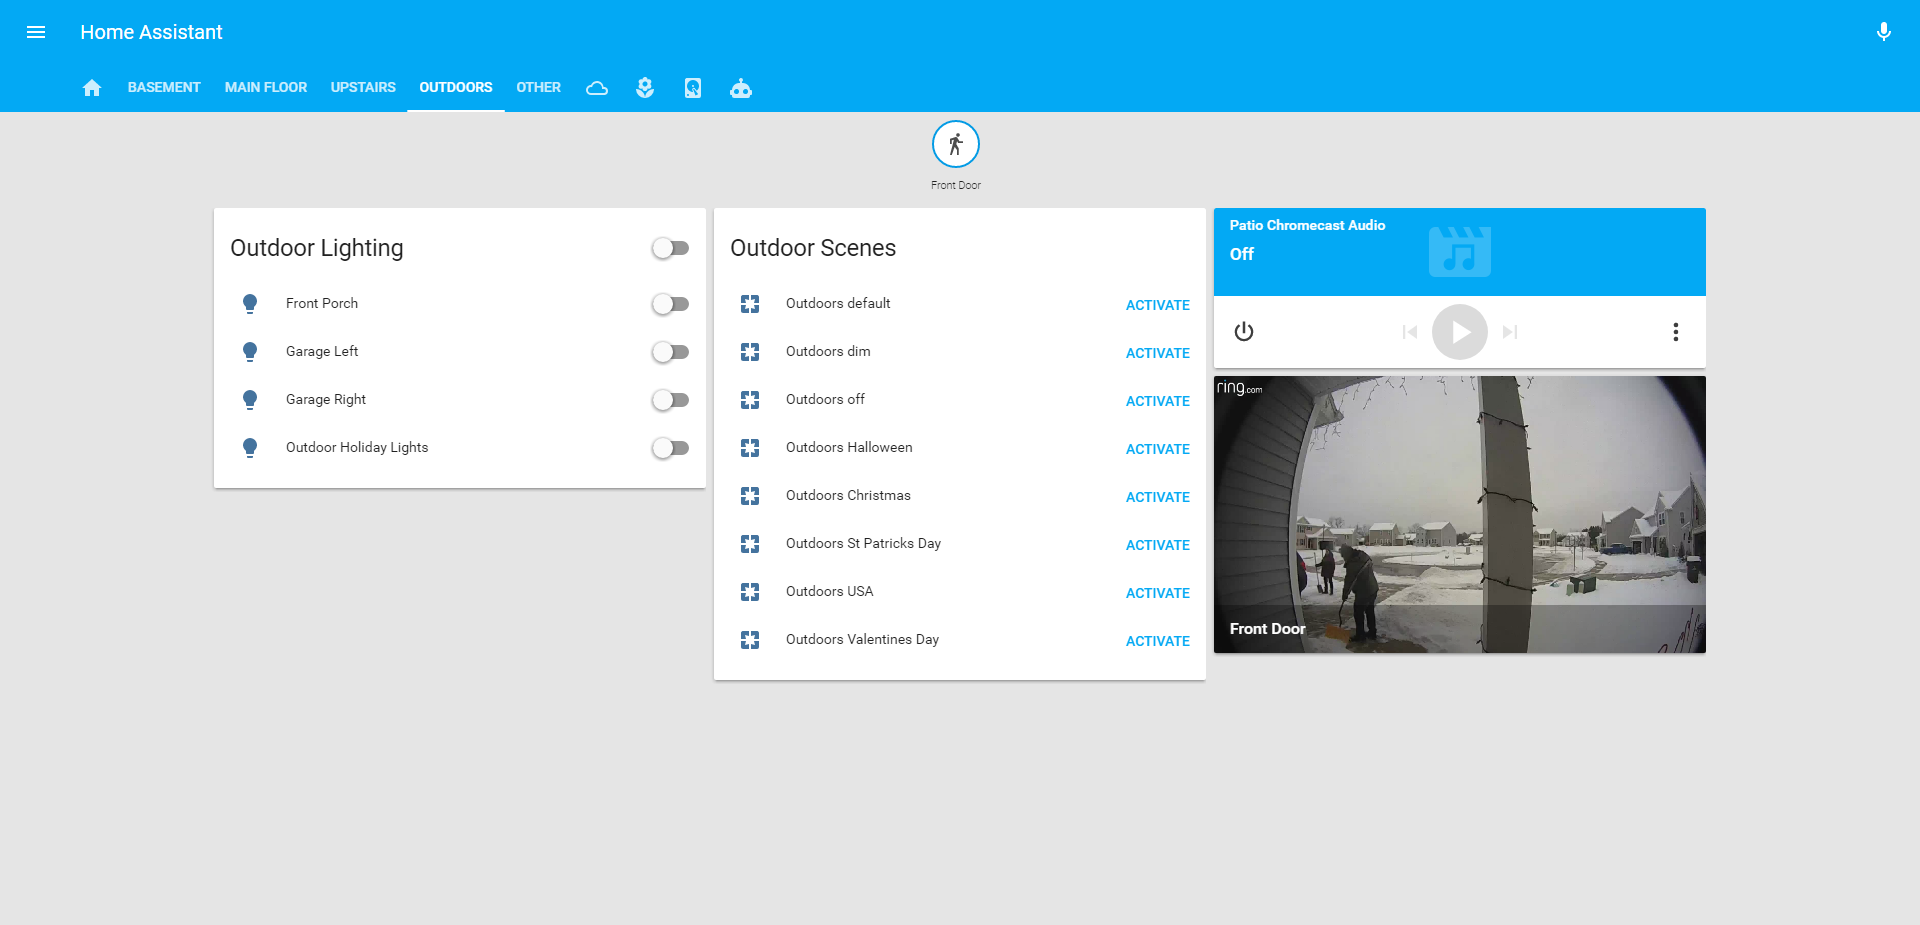 Home Assistant
BASEMENT
MAIN FLOOR
UPSTAIRS
OUTDOORS
OTHER
Front Door
Outdoor Lighting
Front Porch
Garage Left
Garage Right
Outdoor Holiday Lights
Outdoor Scenes
Outdoors default ACTIVATE
Outdoors dim ACTIVATE
Outdoors off ACTIVATE
Outdoors Halloween ACTIVATE
Outdoors Christmas ACTIVATE
Outdoors St Patricks Day ACTIVATE
Outdoors USA ACTIVATE
Outdoors Valentines Day ACTIVATE
Patio Chromecast Audio
Off
ring.com
Front Door